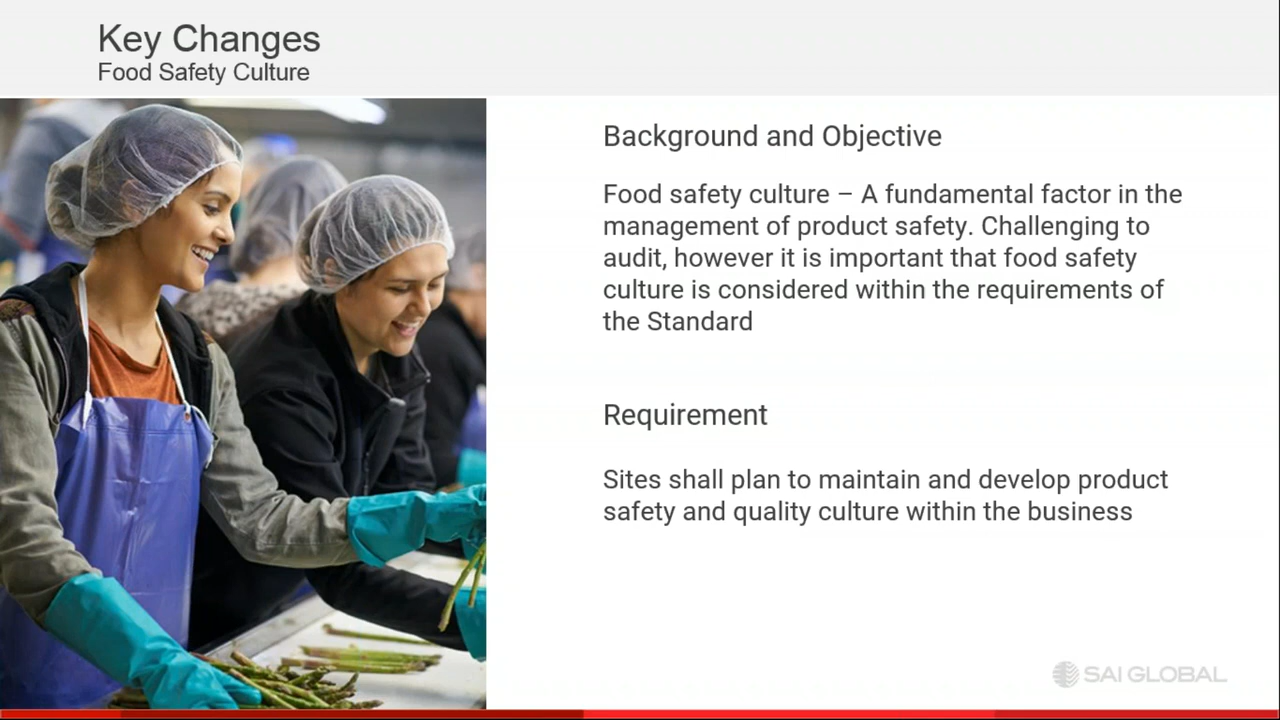 Key Changes
Food Safety Culture
Background and Objective
Food safety culture – A fundamental factor in the
management of product safety. Challenging to
audit, however it is important that food safety
culture is considered within the requirements of
the Standard
Requirement
Sites shall plan to maintain and develop product
safety and quality culture within the business
SAI GLOBAL